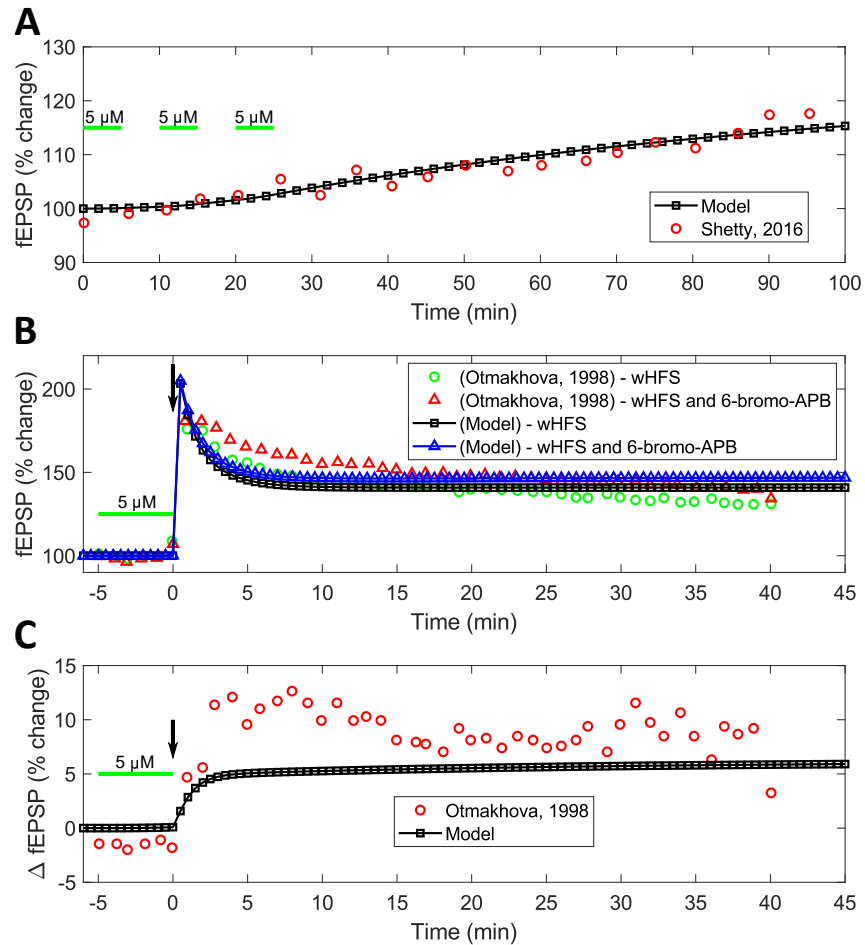 A
130
120
110
100
90
fEPSP (% change)
5 µM 5 µM 5 µM
Model
Shetty, 2016
0 10 20 30 40 50 60 70 80 90 100
Time (min)
B
200
150
100
fEPSP (% change)
5 µM
(Otmakhova, 1998) - wHFS
(Otmakhova, 1998) - wHFS and 6-bromo-APB
(Model) - wHFS
(Model) - wHFS and 6-bromo-APB
-5 0 5 10 15 20 25 30 35 40 45
Time (min)
C
15
10
5
0
-5
Δ fEPSP (% change)
5 µM
Otmakhova, 1998
Model
-5 0 5 10 15 20 25 30 35 40 45
Time (min)